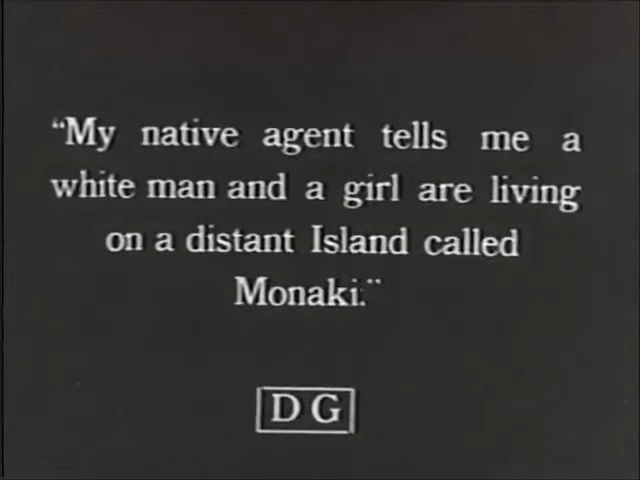 “My native agent tells me a
white man and a girl are living
on a distant Island called
Monaki.”
DG